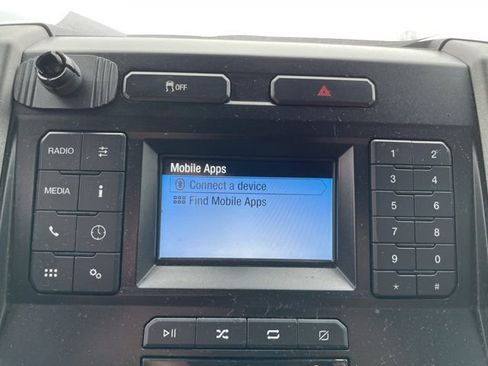 OFF
RADIO
MEDIA
i
Mobile Apps
Connect a device
Find Mobile Apps
1 2
3 4
5 6
7 8
9 0
* #